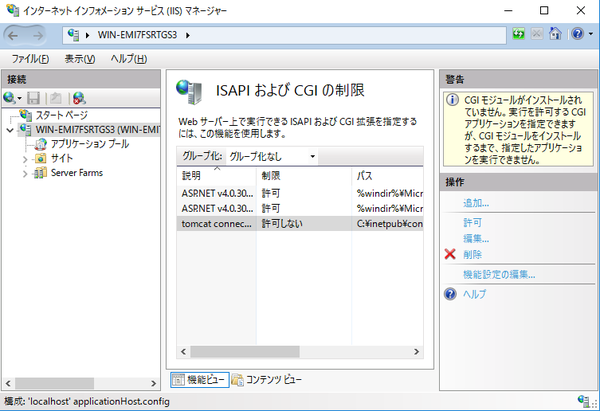 インターネット インフォメーション サービス (IIS) マネージャー
WIN-EMI7FSRTGS3
ファイル(F) 表示(V) ヘルプ(H)
接続
スタート ページ
WIN-EMI7FSRTGS3 (WIN-EMI7
アプリケーション プール
サイト
Server Farms
ISAPI および CGI の制限
Web サーバー上で実行できる ISAPI および CGI 拡張を指定する
には、この機能を使用します。
グループ化: グループ化なし
説明 制限 パス
ASP.NET v4.0.30... 許可 %windir%¥Micr
ASP.NET v4.0.30... 許可 %windir%¥Micr
tomcat connec... 許可しない C:¥inetpub¥con
機能ビュー コンテンツ ビュー
警告
CGI モジュールがインストールされ
ていません。実行を許可する CGI
アプリケーションを指定できます
が、CGI モジュールをインストール
するまで、指定したアプリケーション
を実行できません。
操作
追加...
許可
編集...
削除
機能設定の編集...
ヘルプ
構成: 'localhost' applicationHost.config